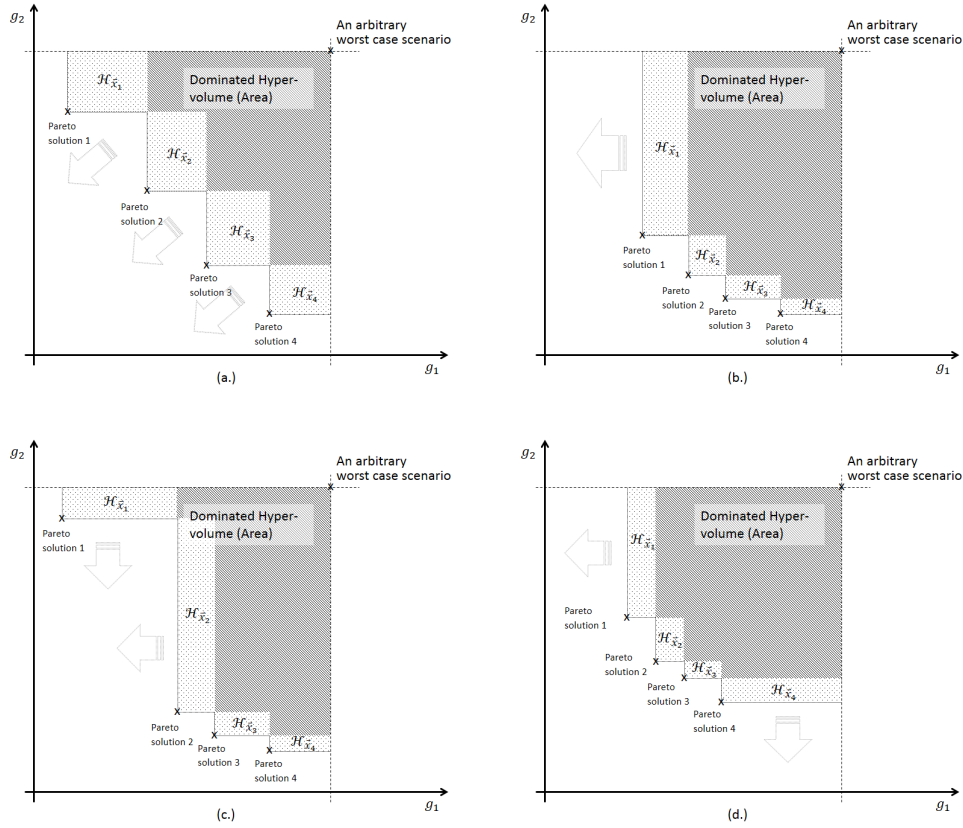 g₂
An arbitrary
worst case scenario
Dominated Hyper-
volume (Area)
ℋx⃗₁
Pareto
solution 1
ℋx⃗₂
Pareto
solution 2
ℋx⃗₃
Pareto
solution 3
ℋx⃗₄
Pareto
solution 4
g₁
(a.)
g₂
An arbitrary
worst case scenario
Dominated Hyper-
volume (Area)
ℋx⃗₁
Pareto
solution 1
ℋx⃗₂
Pareto
solution 2
ℋx⃗₃
Pareto
solution 3
ℋx⃗₄
Pareto
solution 4
g₁
(b.)
g₂
An arbitrary
worst case scenario
ℋx⃗₁
Dominated Hyper-
volume (Area)
Pareto
solution 1
ℋx⃗₂
Pareto
solution 2
ℋx⃗₃
Pareto
solution 3
ℋx⃗₄
Pareto
solution 4
g₁
(c.)
g₂
An arbitrary
worst case scenario
Dominated Hyper-
volume (Area)
ℋx⃗₁
Pareto
solution 1
ℋx⃗₂
Pareto
solution 2
ℋx⃗₃
Pareto
solution 3
ℋx⃗₄
Pareto
solution 4
g₁
(d.)